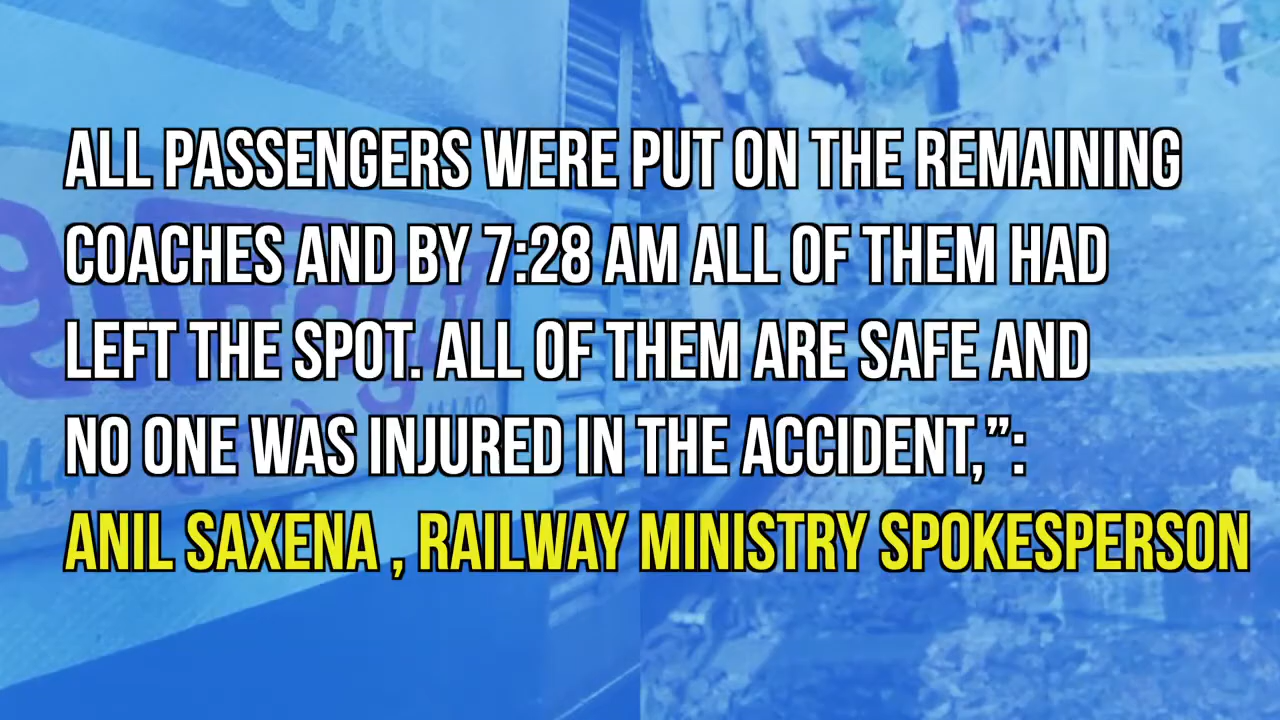 ALL PASSENGERS WERE PUT ON THE REMAINING
COACHES AND BY 7:28 AM ALL OF THEM HAD
LEFT THE SPOT. ALL OF THEM ARE SAFE AND
NO ONE WAS INJURED IN THE ACCIDENT,”:
ANIL SAXENA , RAILWAY MINISTRY SPOKESPERSON